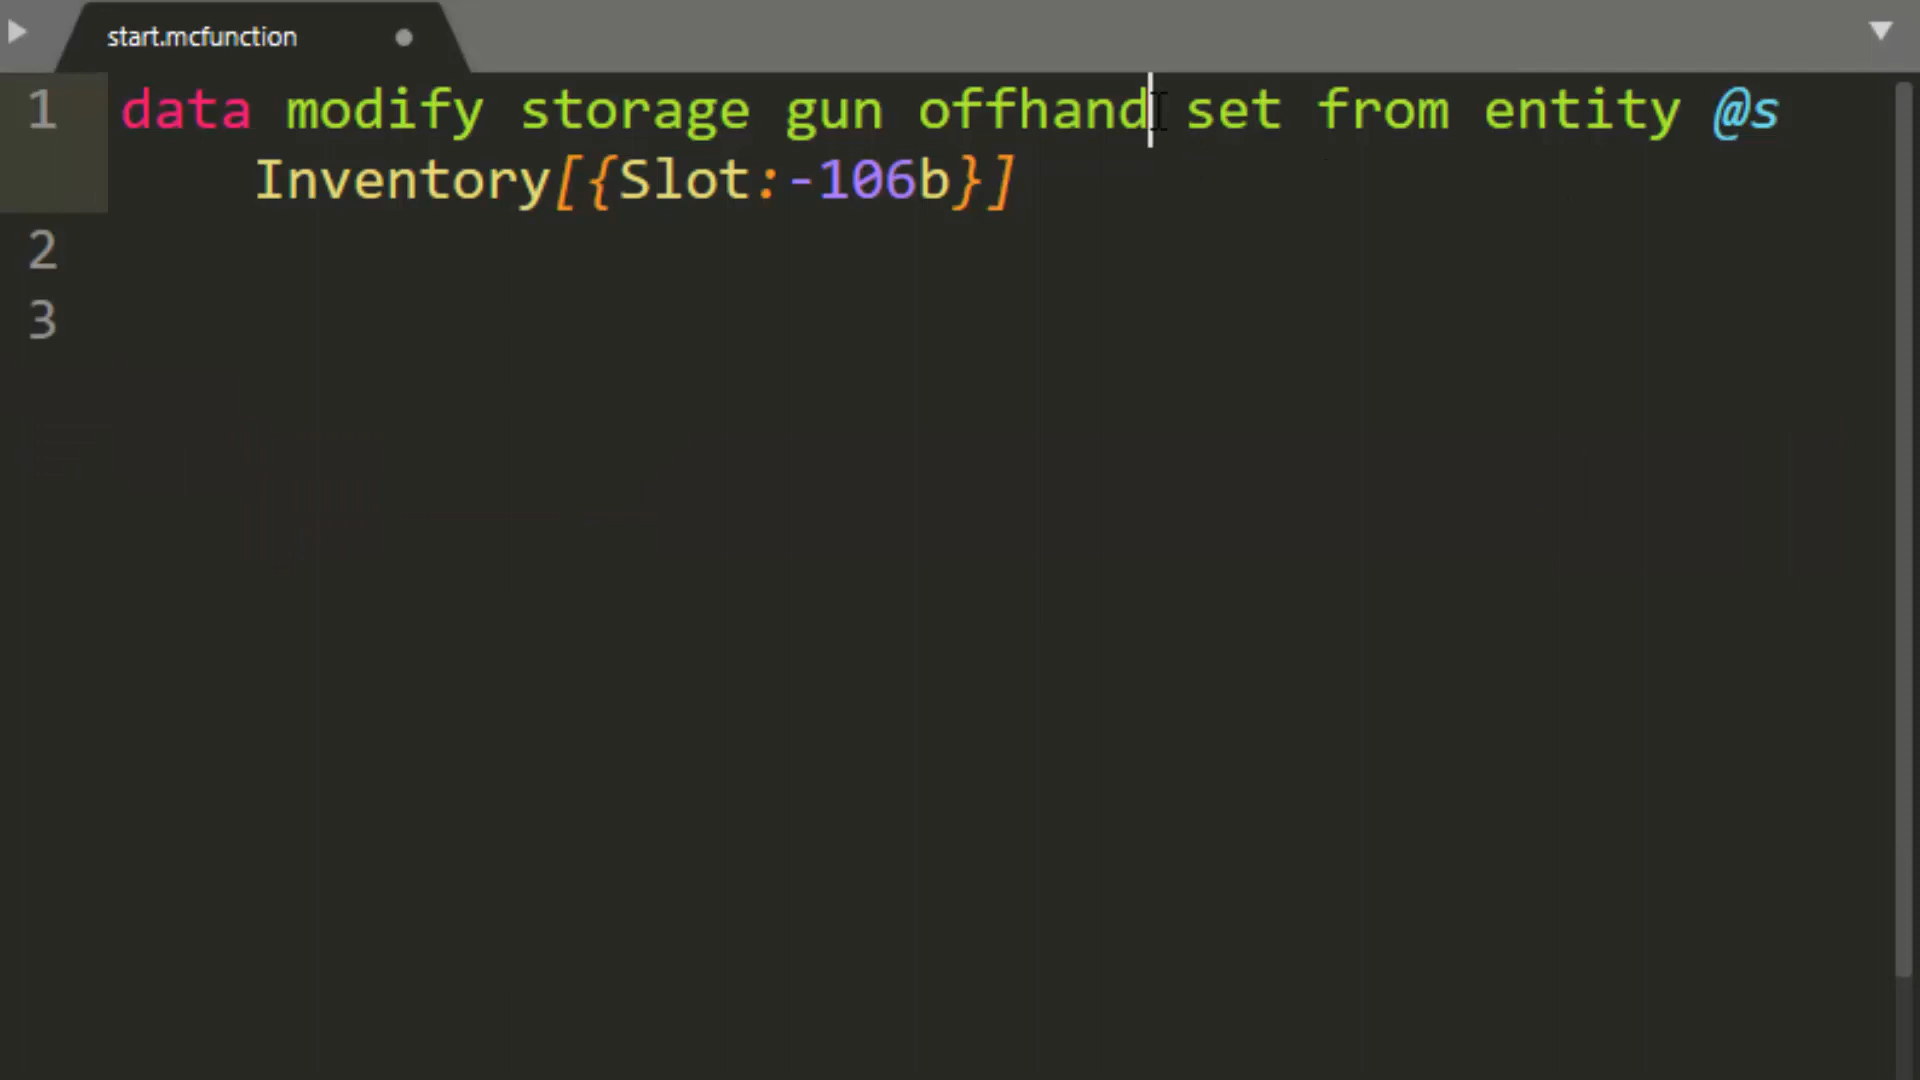 start.mcfunction
1 data modify storage gun offhand set from entity @s
Inventory[{Slot:-106b}]
2
3